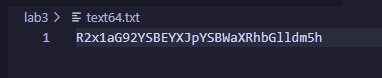 lab3 > text64.txt
1 R2x1aG92YSBEYXJpYSBWaXRhbGlldm5h